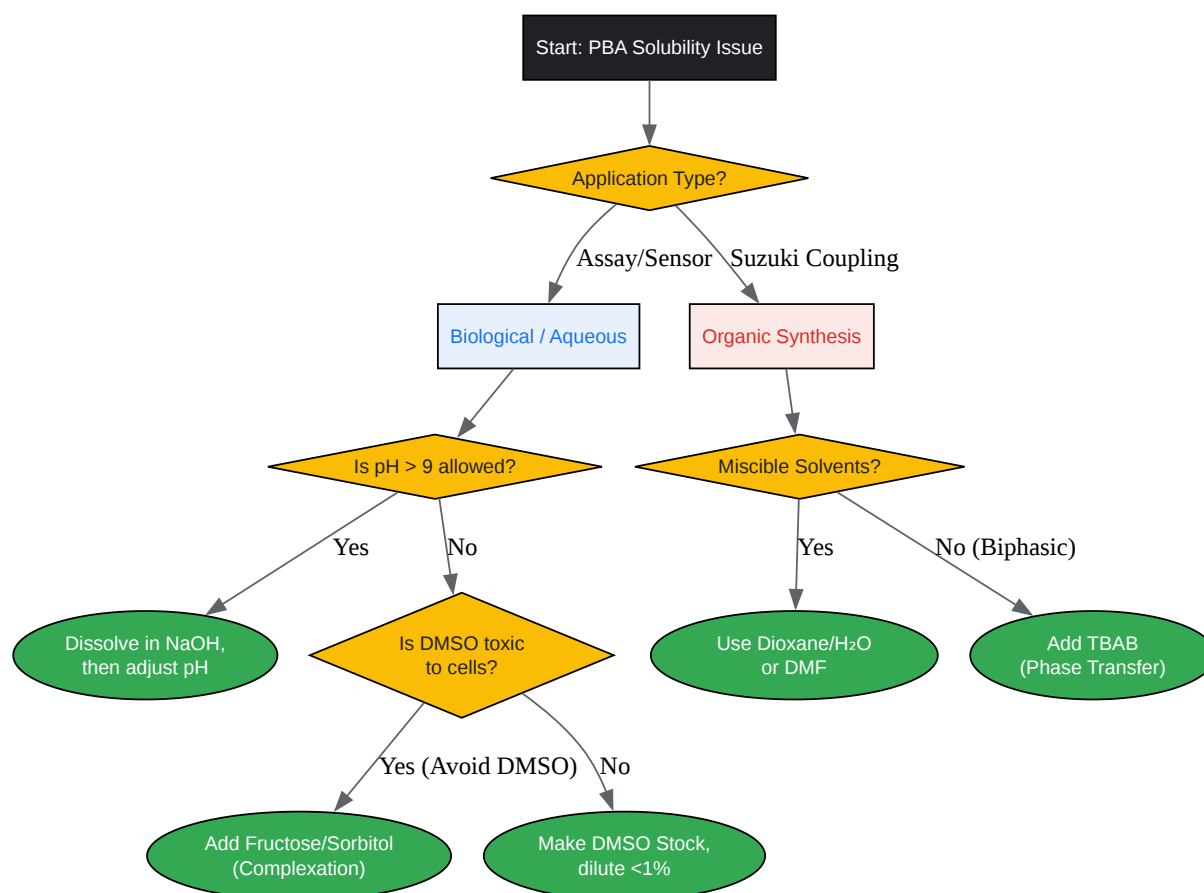 Start: PBA Solubility Issue
Application Type?
Assay/Sensor
Suzuki Coupling
Biological / Aqueous
Organic Synthesis
Is pH > 9 allowed?
Miscible Solvents?
Yes
No
Yes
No (Biphasic)
Dissolve in NaOH,
then adjust pH
Is DMSO toxic
to cells?
Use Dioxane/H₂O
or DMF
Add TBAB
(Phase Transfer)
Yes (Avoid DMSO)
No
Add Fructose/Sorbitol
(Complexation)
Make DMSO Stock,
dilute <1%